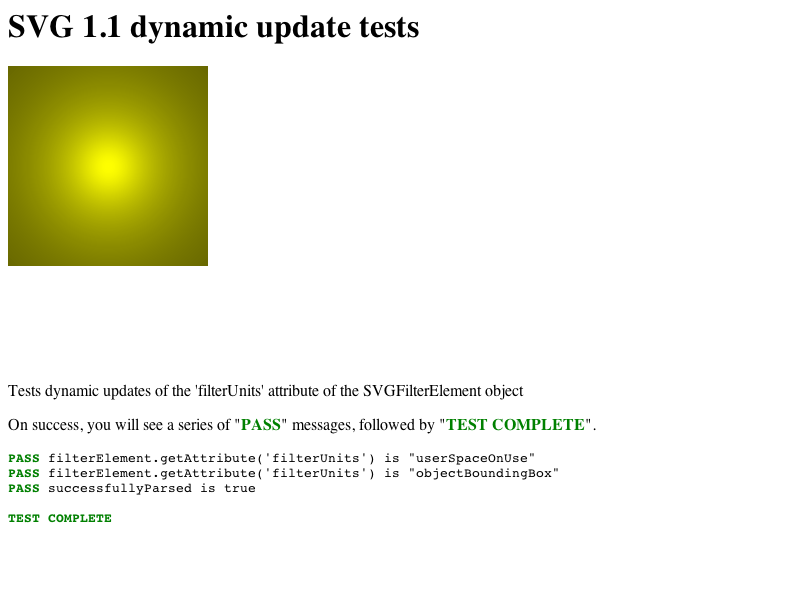 SVG 1.1 dynamic update tests
Tests dynamic updates of the 'filterUnits' attribute of the SVGFilterElement object
On success, you will see a series of "PASS" messages, followed by "TEST COMPLETE".
PASS filterElement.getAttribute('filterUnits') is "userSpaceOnUse"
PASS filterElement.getAttribute('filterUnits') is "objectBoundingBox"
PASS successfullyParsed is true
TEST COMPLETE